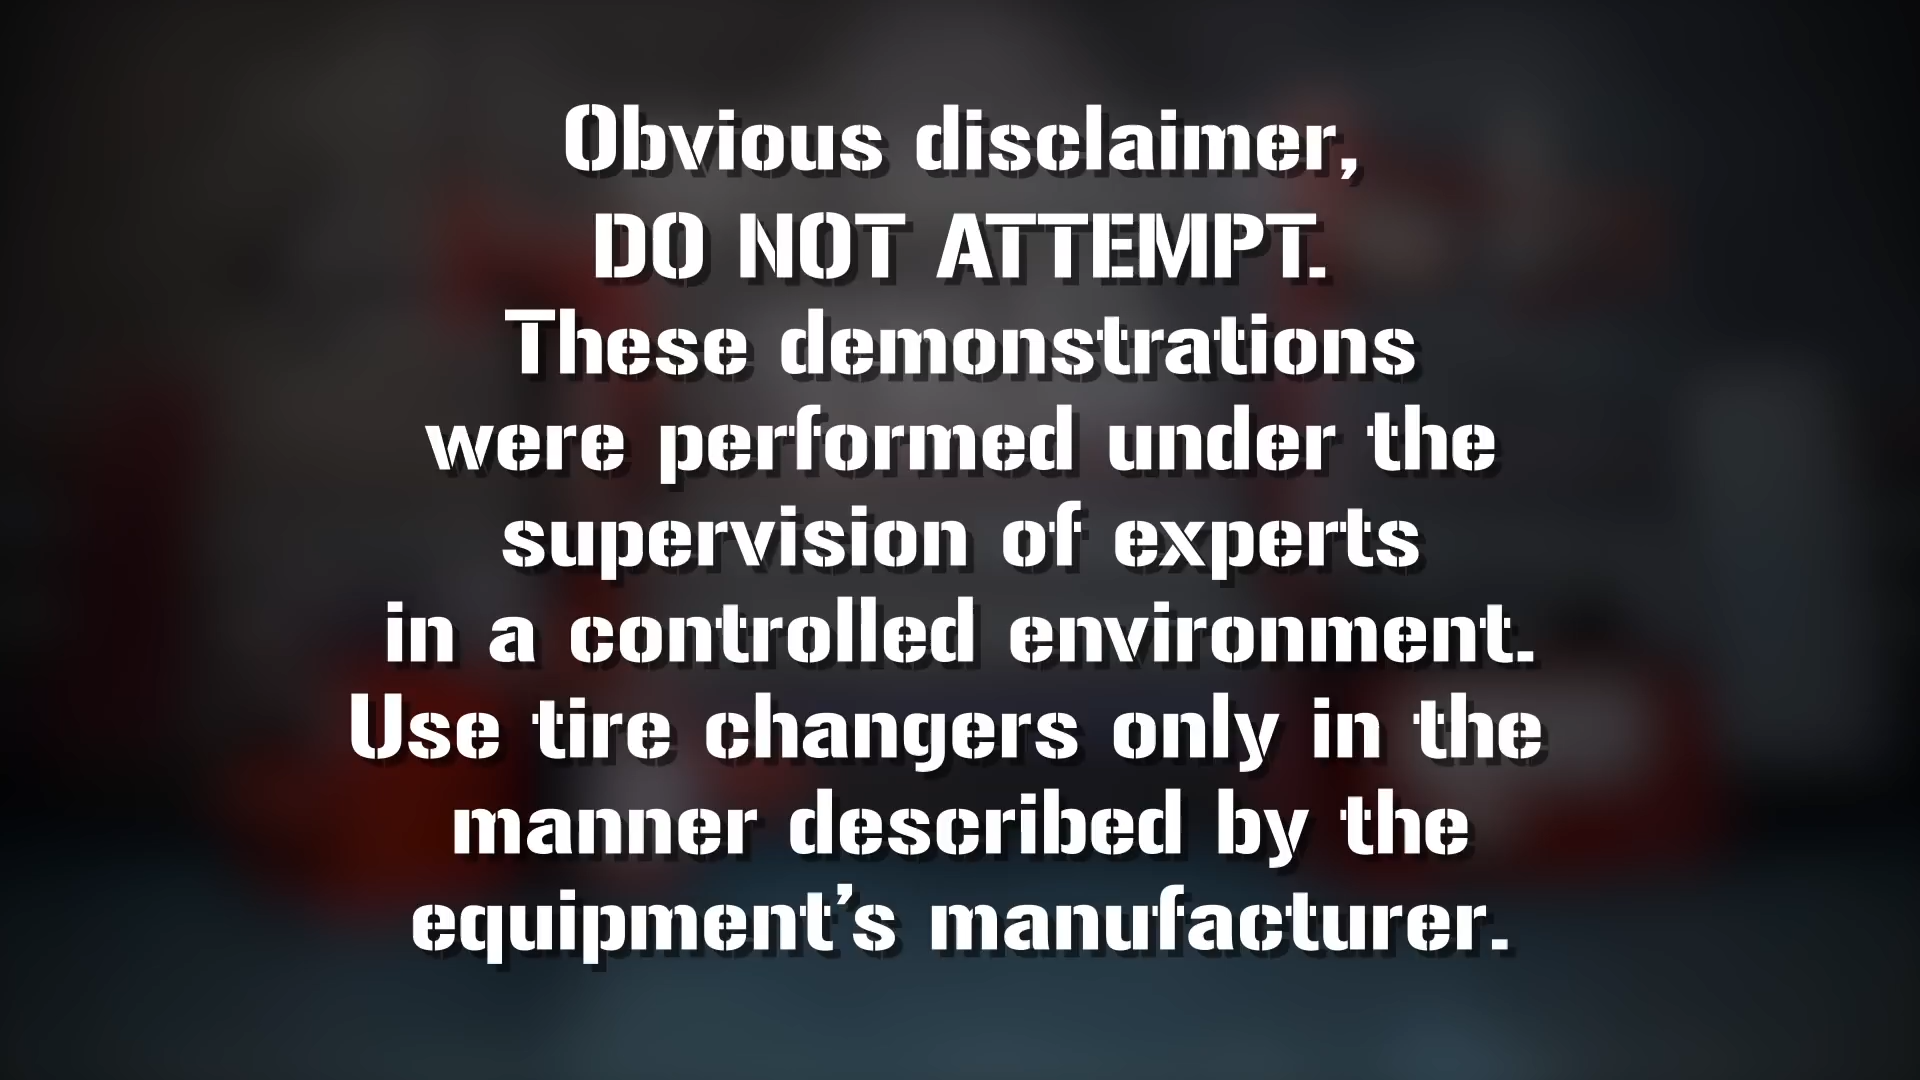 Obvious disclaimer,
DO NOT ATTEMPT.
These demonstrations
were performed under the
supervision of experts
in a controlled environment.
Use tire changers only in the
manner described by the
equipment’s manufacturer.